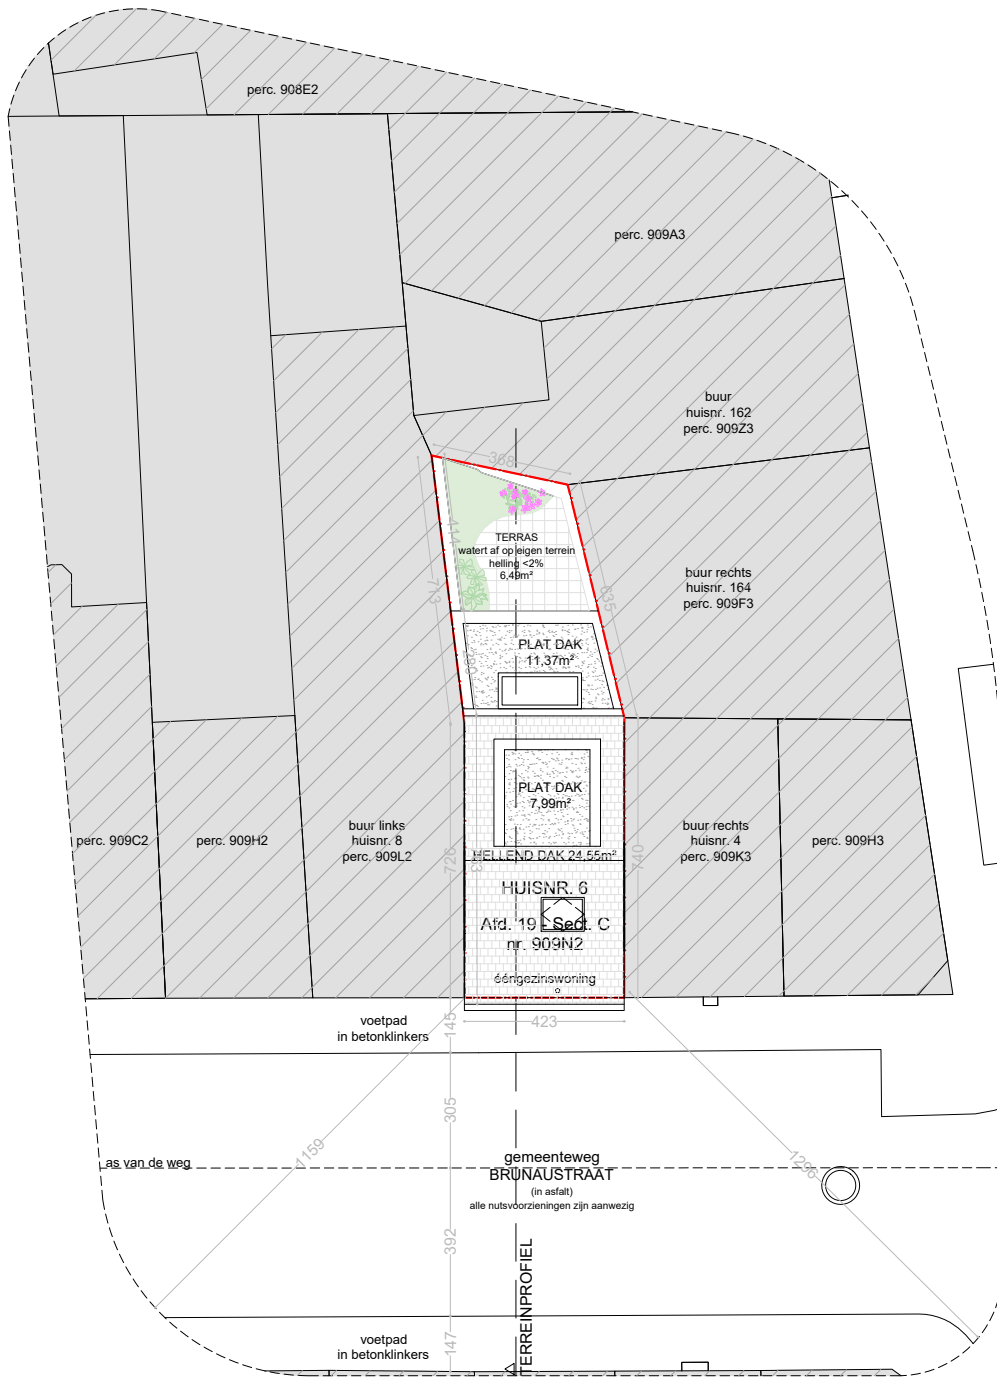 perc. 908E2
perc. 909A3
buur
huisnr. 162
perc. 909Z3
368
414
713
TERRAS
watert af op eigen terrein
helling <2%
6,49m²
buur rechts
huisnr. 164
perc. 909F3
635
PLAT DAK
11,37m²
280
PLAT DAK
7,99m²
perc. 909C2
perc. 909H2
buur links
huisnr. 8
perc. 909L2
726
HELLEND DAK 24,55m²
740
buur rechts
huisnr. 4
perc. 909K3
perc. 909H3
HUISNR. 6
Afd. 19 - Sect. C
nr. 909N2
ééngezinswoning
voetpad
in betonklinkers
145
423
305
1159
1296
as van de weg
gemeenteweg
BRUNAUSTRAAT
(in asfalt)
alle nutsvoorzieningen zijn aanwezig
392
TERREINPROFIEL
voetpad
in betonklinkers
147